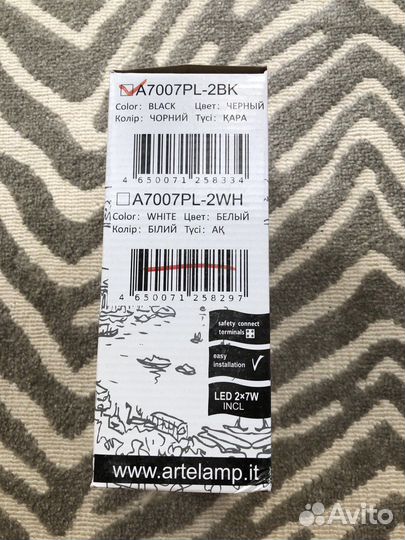 A7007PL-2BK
Color: BLACK Цвет: ЧЕРНЫЙ
Колір: ЧОРНИЙ Түсі: ҚАРА
4 650071 258334
A7007PL-2WH
Color: WHITE Цвет: БЕЛЫЙ
Колір: БІЛИЙ Түсі: АҚ
4 650071 258297
safety connect
terminals
easy
installation
LED 2×7W
INCL
www.artelamp.it
Avito